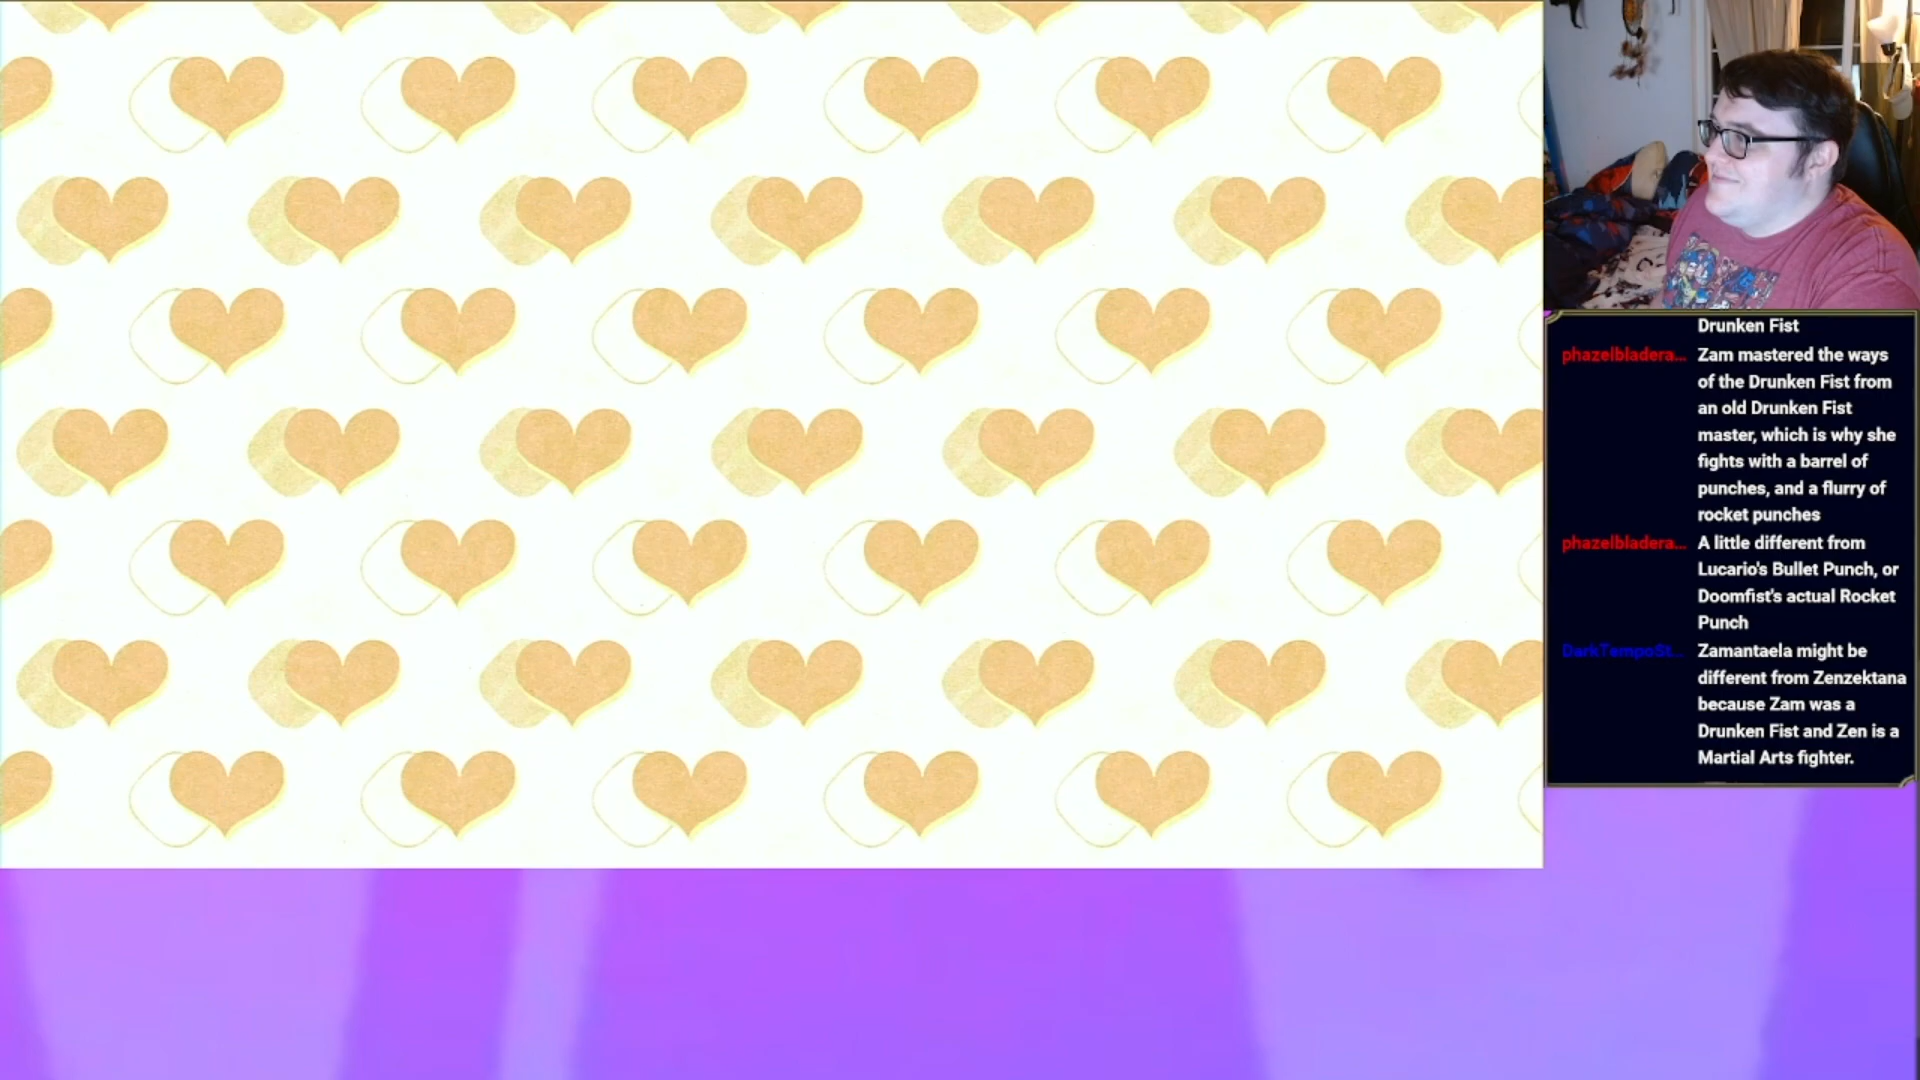 Drunken Fist
phazelbladera... Zam mastered the ways
of the Drunken Fist from
an old Drunken Fist
master, which is why she
fights with a barrel of
punches, and a flurry of
rocket punches
phazelbladera... A little different from
Lucario's Bullet Punch, or
Doomfist's actual Rocket
Punch
DarkTempoSt... Zamantaela might be
different from Zenzektana
because Zam was a
Drunken Fist and Zen is a
Martial Arts fighter.